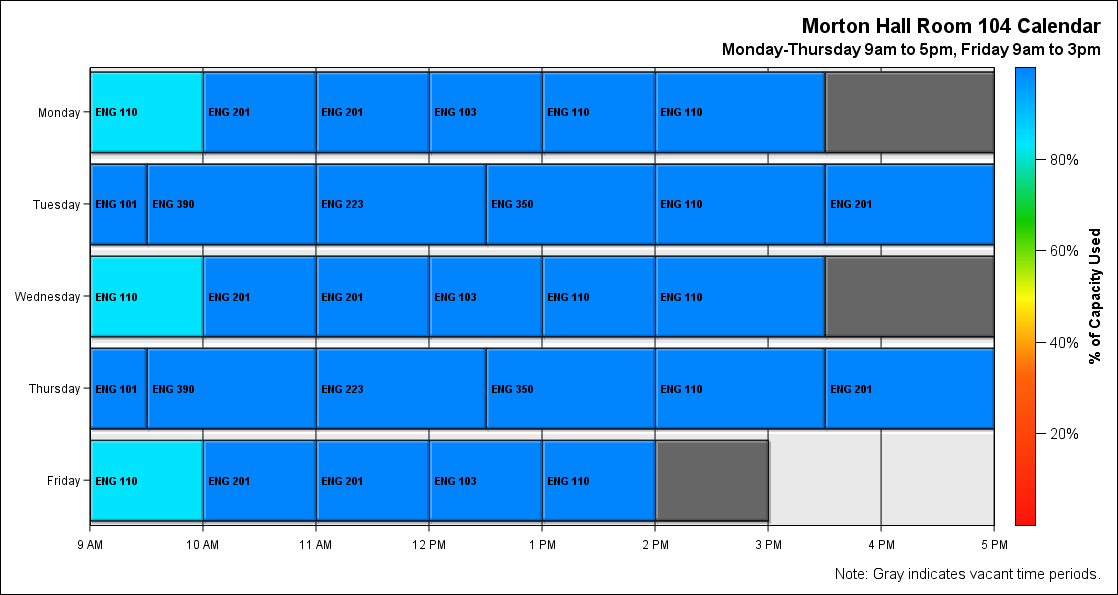 Morton Hall Room 104 Calendar
Monday-Thursday 9am to 5pm, Friday 9am to 3pm
Monday ENG 110 ENG 201 ENG 201 ENG 103 ENG 110 ENG 110
Tuesday ENG 101 ENG 390 ENG 223 ENG 350 ENG 110 ENG 201
Wednesday ENG 110 ENG 201 ENG 201 ENG 103 ENG 110 ENG 110
Thursday ENG 101 ENG 390 ENG 223 ENG 350 ENG 110 ENG 201
Friday ENG 110 ENG 201 ENG 201 ENG 103 ENG 110
9 AM 10 AM 11 AM 12 PM 1 PM 2 PM 3 PM 4 PM 5 PM
80%
60%
40%
20%
% of Capacity Used
Note: Gray indicates vacant time periods.